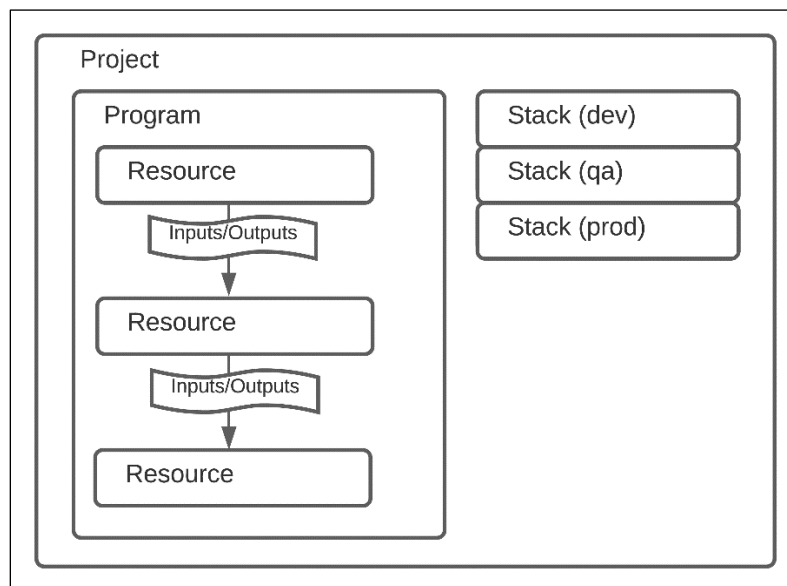 Project
Program
Resource
Inputs/Outputs
Resource
Inputs/Outputs
Resource
Stack (dev)
Stack (qa)
Stack (prod)